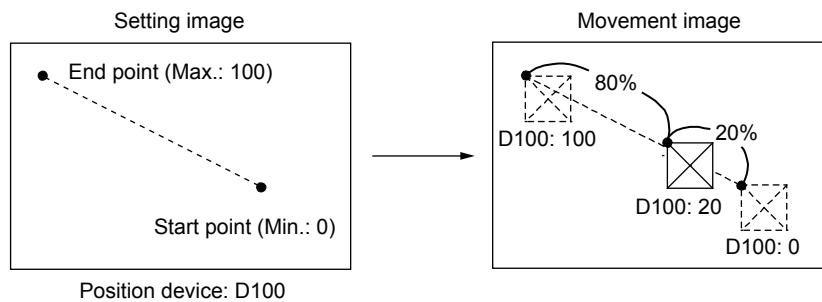 Setting image
End point (Max.: 100)
Start point (Min.: 0)
Position device: D100
Movement image
80%
20%
D100: 100
D100: 20
D100: 0